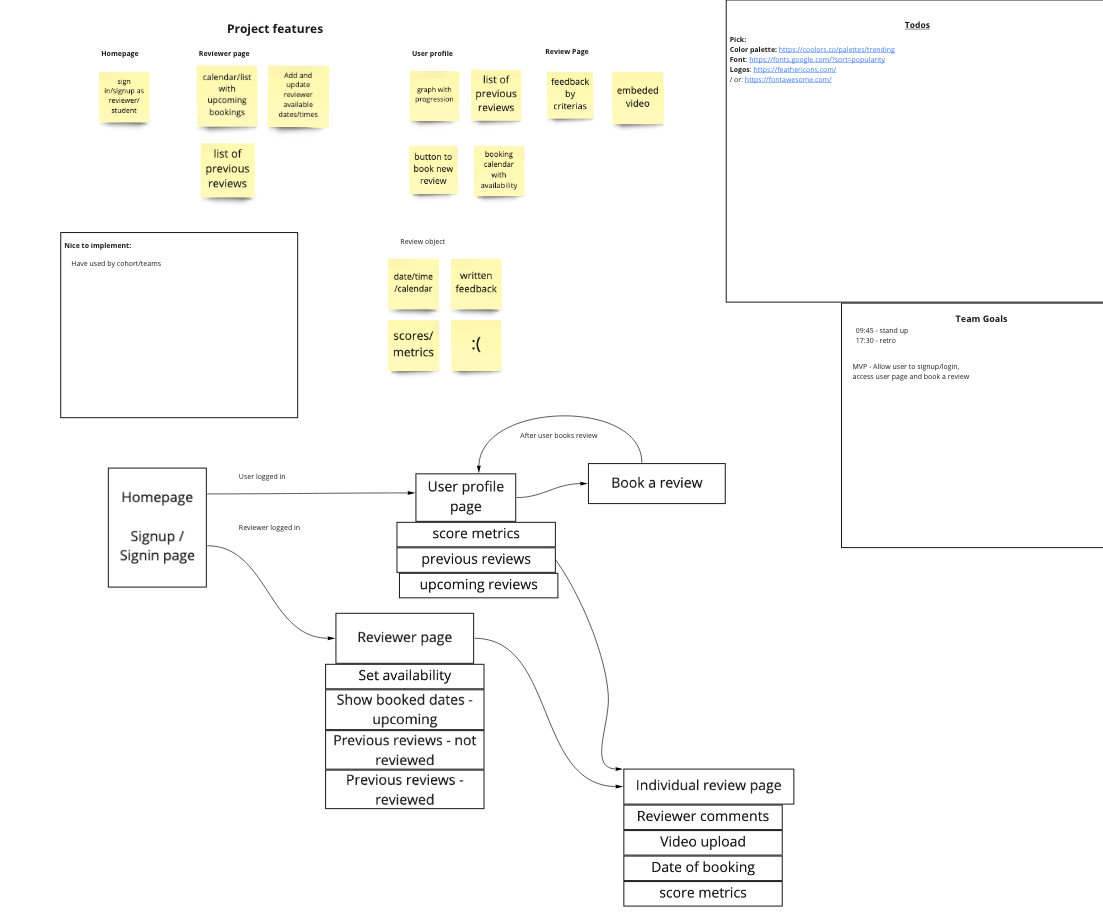 Project features
Homepage
sign
in/signup as
reviewer/
student
Reviewer page
calendar/list
with
upcoming
bookings
Add and
update
reviewer
available
dates/times
list of
previous
reviews
User profile
graph with
progression
list of
previous
reviews
button to
book new
review
booking
calendar
with
availability
Review Page
feedback
by
criterias
embeded
video
Todos
Pick:
Color palette: https://coolors.co/palettes/trending
Font: https://fonts.google.com/?sort=popularity
Logos: https://feathericons.com/
/ or: https://fontawesome.com/
Nice to implement:
Have used by cohort/teams
Review object
date/time
/calendar
written
feedback
scores/
metrics
:(
Team Goals
09:45 - stand up
17:30 - retro
MVP - Allow user to signup/login,
access user page and book a review
Homepage
Signup /
Signin page
User logged in
Reviewer logged in
After user books review
User profile
page
score metrics
previous reviews
upcoming reviews
Book a review
Reviewer page
Set availability
Show booked dates -
upcoming
Previous reviews - not
reviewed
Previous reviews -
reviewed
Individual review page
Reviewer comments
Video upload
Date of booking
score metrics